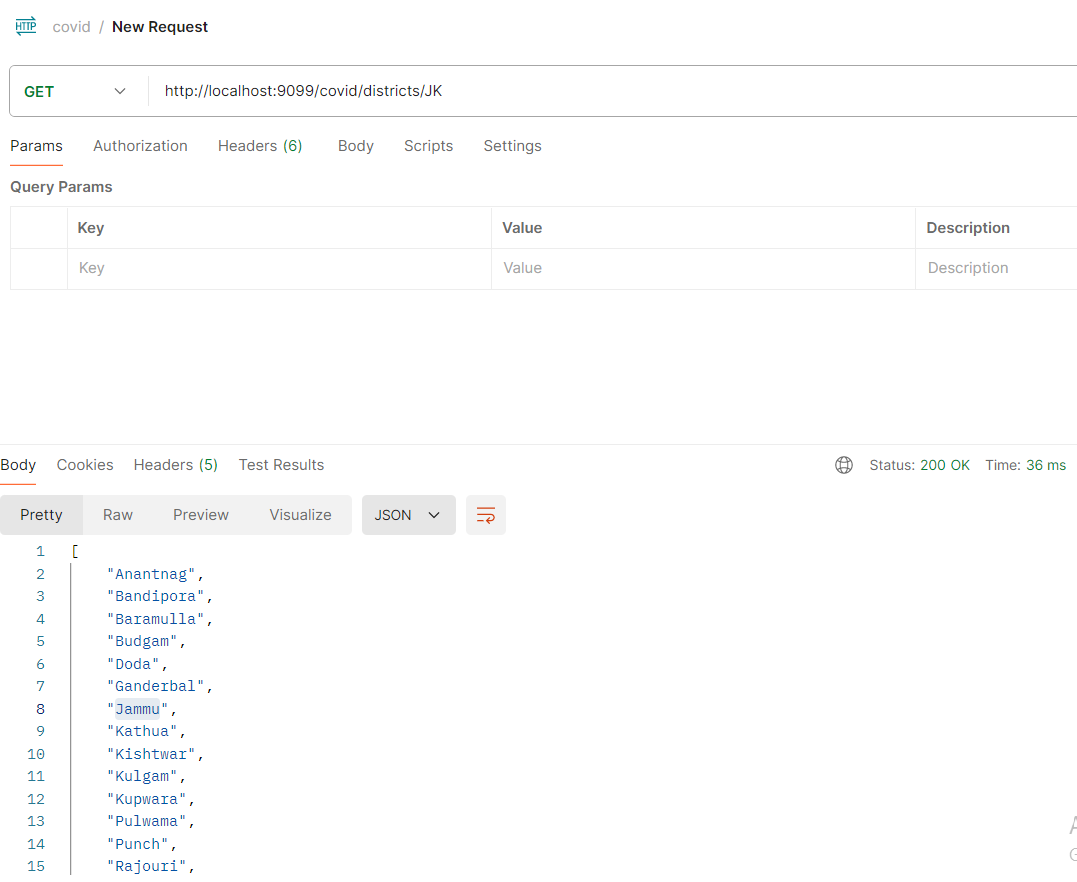 HTTP covid / New Request
GET http://localhost:9099/covid/districts/JK
Params Authorization Headers (6) Body Scripts Settings
Query Params
Key Value Description
Key Value Description
Body Cookies Headers (5) Test Results Status: 200 OK Time: 36 ms
Pretty Raw Preview Visualize JSON
1 [
2 "Anantnag",
3 "Bandipora",
4 "Baramulla",
5 "Budgam",
6 "Doda",
7 "Ganderbal",
8 "Jammu",
9 "Kathua",
10 "Kishtwar",
11 "Kulgam",
12 "Kupwara",
13 "Pulwama",
14 "Punch",
15 "Rajouri",